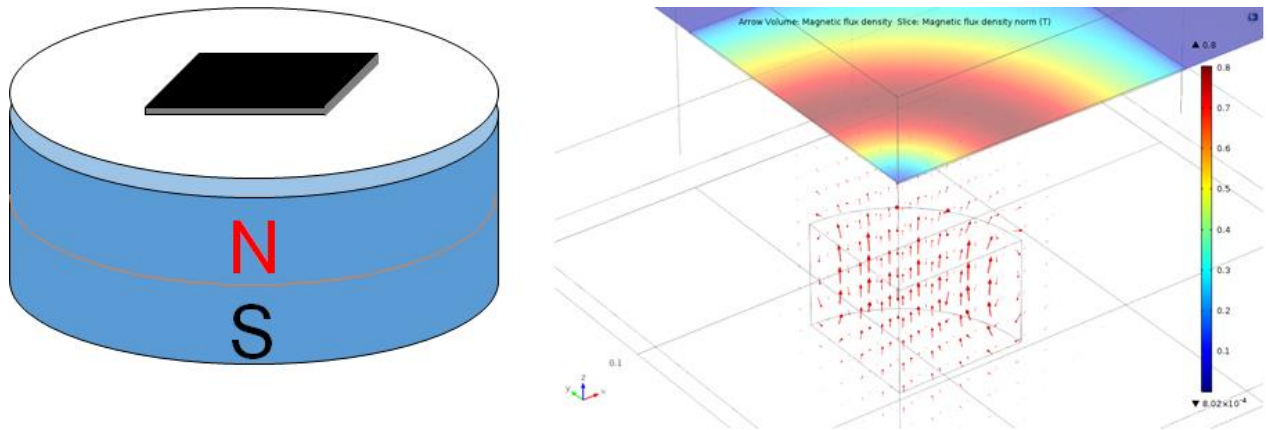 N
S
Arrow Volume: Magnetic flux density  Slice: Magnetic flux density norm (T)
▲ 0.8
0.8
0.7
0.6
0.5
0.4
0.3
0.2
0.1
▼ 8.02×10⁻⁴
0.1
z
y
x